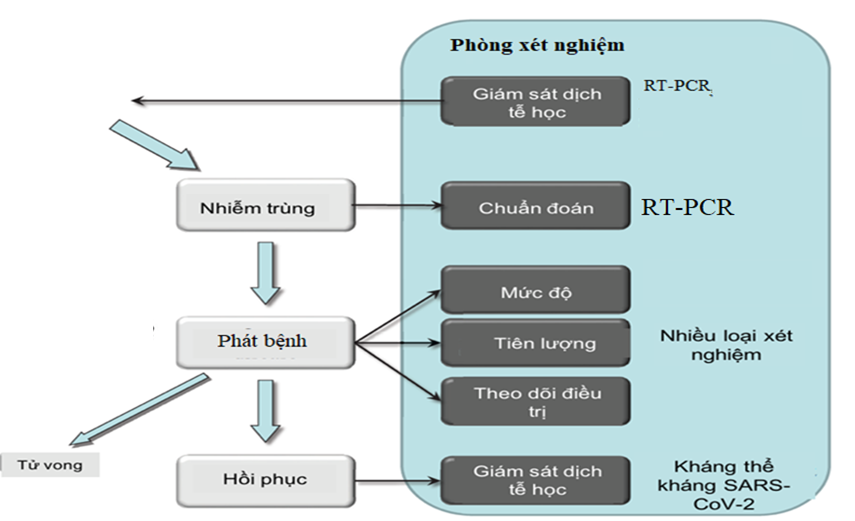 Phòng xét nghiệm
Giám sát dịch
tễ học
RT-PCR
Nhiễm trùng
Chuẩn đoán
RT-PCR
Mức độ
Phát bệnh
Tiên lượng
Nhiều loại xét
nghiệm
Theo dõi điều
trị
Tử vong
Hồi phục
Giám sát dịch
tễ học
Kháng thể
kháng SARS-
CoV-2